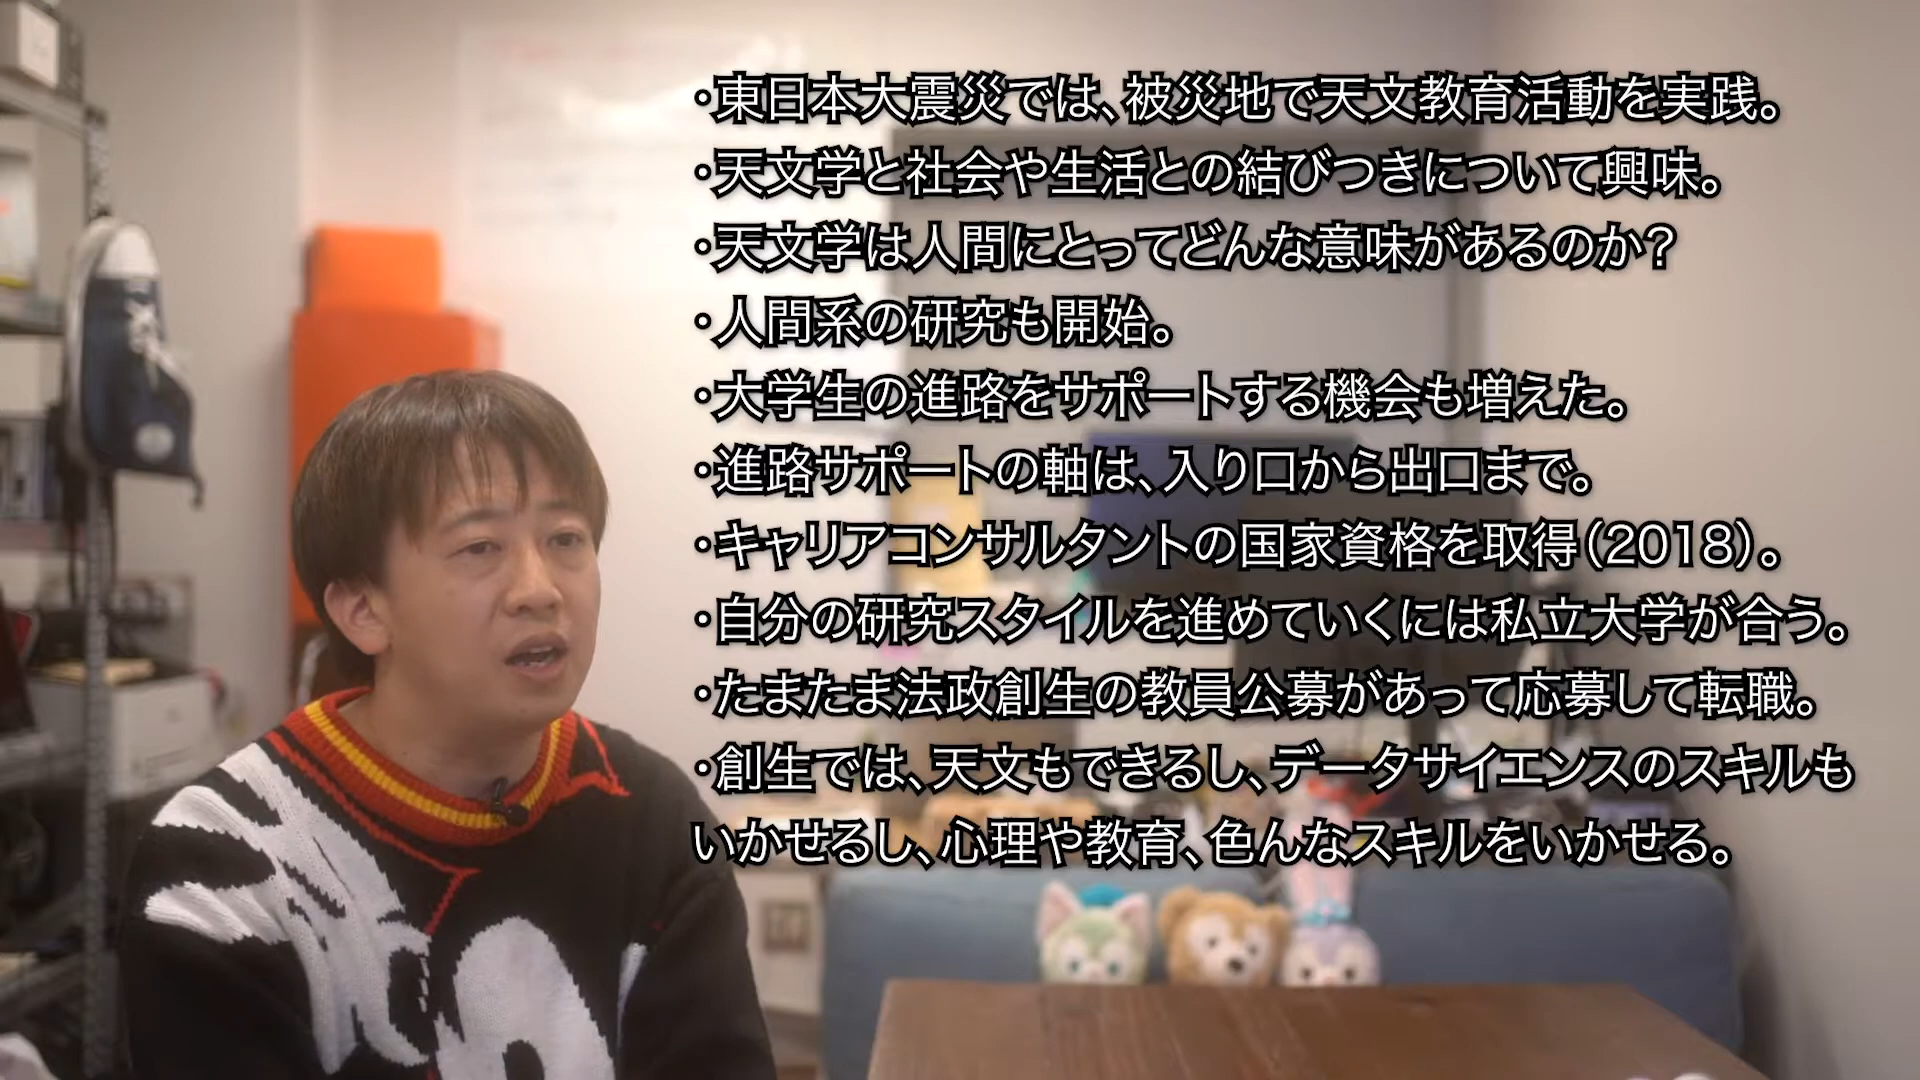 ・東日本大震災では、被災地で天文教育活動を実践。
・天文学と社会や生活との結びつきについて興味。
・天文学は人間にとってどんな意味があるのか?
・人間系の研究も開始。
・大学生の進路をサポートする機会も増えた。
・進路サポートの軸は、入り口から出口まで。
・キャリアコンサルタントの国家資格を取得(2018)。
・自分の研究スタイルを進めていくには私立大学が合う。
・たまたま法政創生の教員公募があって応募して転職。
・創生では、天文もできるし、データサイエンスのスキルも
いかせるし、心理や教育、色んなスキルをいかせる。